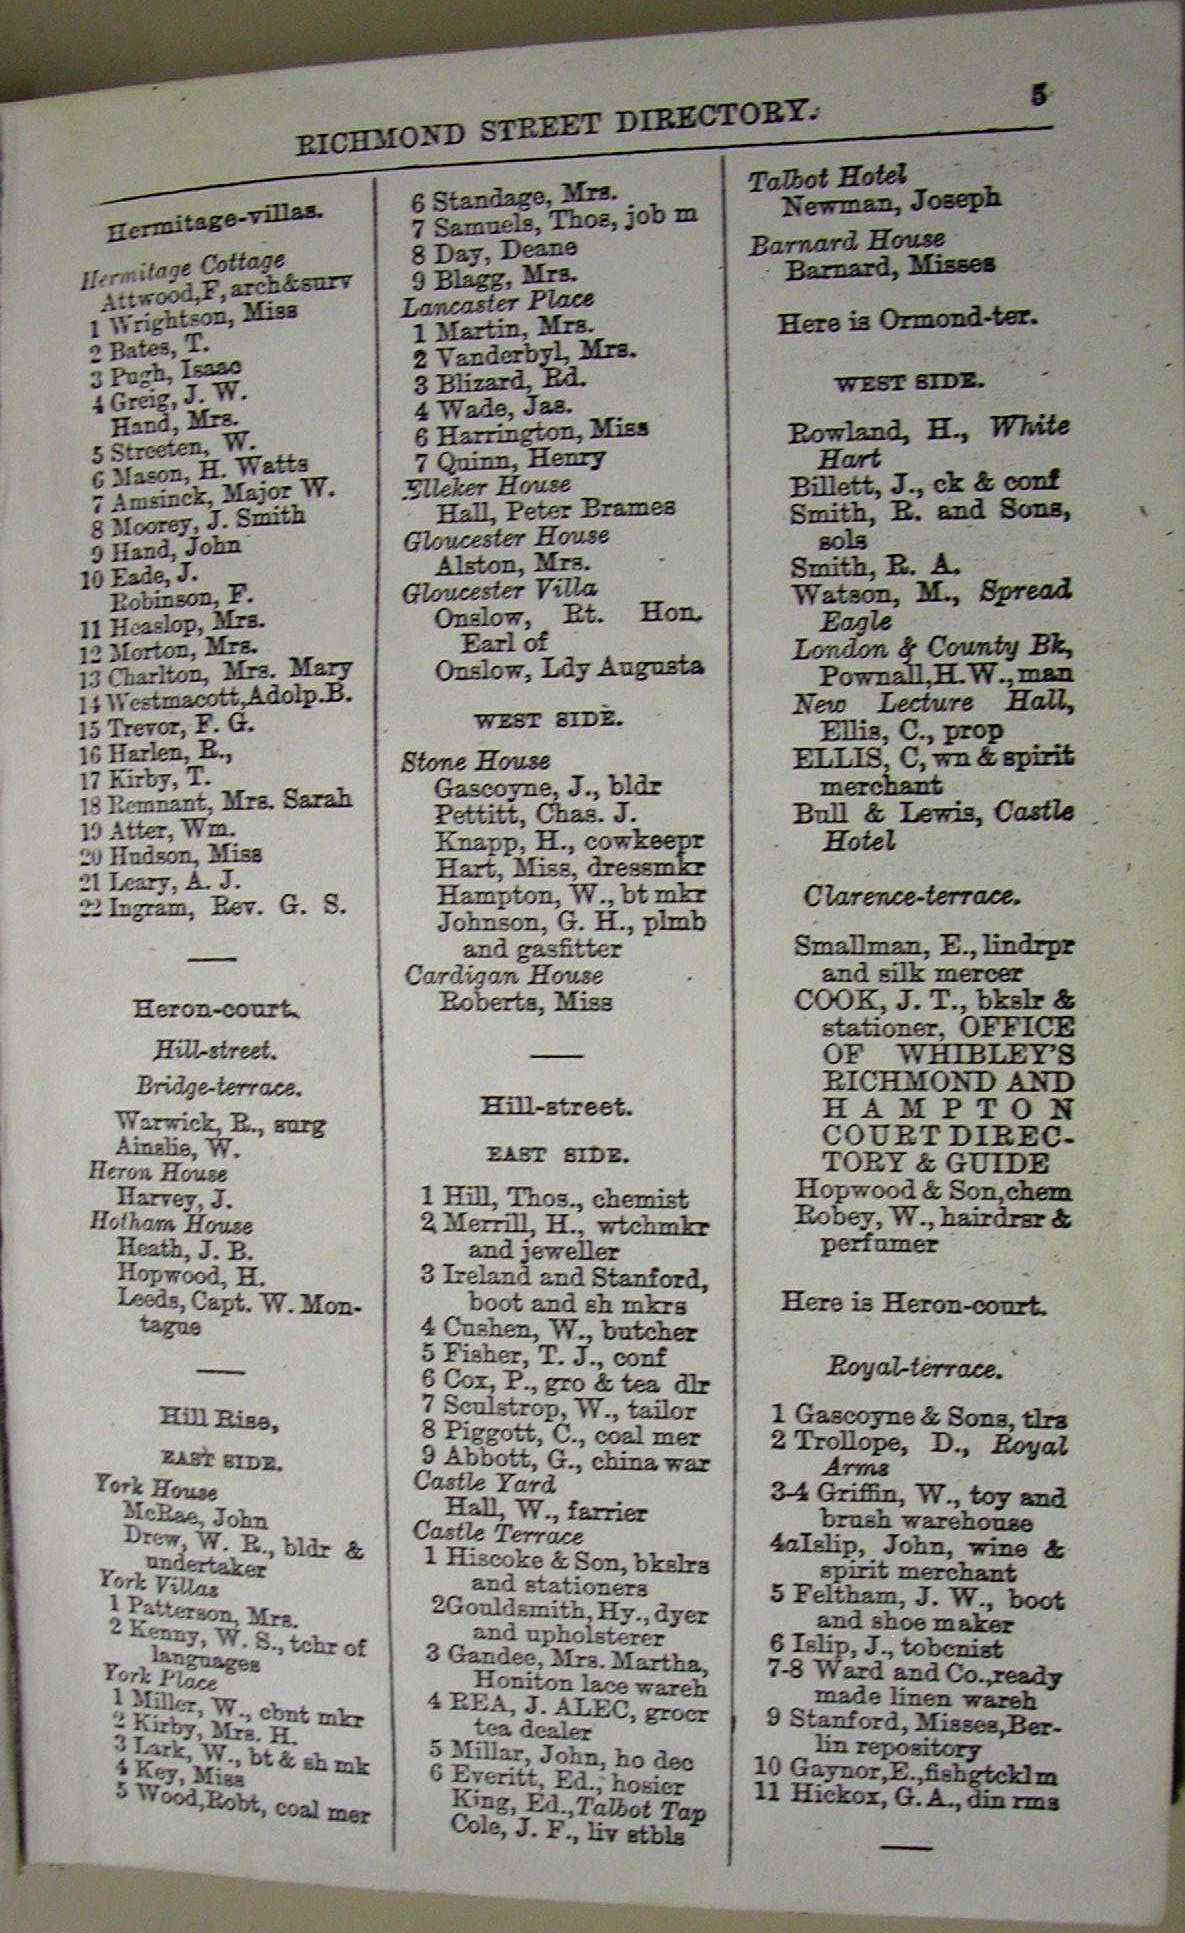 RICHMOND STREET DIRECTORY.
5
Hermitage-villas.
Hermitage Cottage
Attwood,F,arch&surv
1 Wrightson, Miss
2 Bates, T.
3 Pugh, Isaac
4 Greig, J. W.
Hand, Mrs.
5 Streeten, W.
6 Mason, H. Watts
7 Amsinck, Major W.
8 Moorey, J. Smith
9 Hand, John
10 Eade, J.
Robinson, F.
11 Heaslop, Mrs.
12 Morton, Mrs.
13 Charlton, Mrs. Mary
14 Westmacott,Adolp.B.
15 Trevor, F. G.
16 Harlen, R.,
17 Kirby, T.
18 Remnant, Mrs. Sarah
19 Atter, Wm.
20 Hudson, Miss
21 Leary, A. J.
22 Ingram, Rev. G. S.
Heron-court.
Hill-street.
Bridge-terrace.
Warwick, R., surg
Ainslie, W.
Heron House
Harvey, J.
Hotham House
Heath, J. B.
Hopwood, H.
Leeds, Capt. W. Mon-
tague
Hill Rise,
EAST SIDE.
York House
McRae, John
Drew, W. R., bldr &
undertaker
York Villas
1 Patterson, Mrs.
2 Kenny, W. S., tchr of
languages
York Place
1 Miller, W., cbnt mkr
2 Kirby, Mrs. H.
3 Lark, W., bt & sh mk
4 Key, Miss
5 Wood,Robt, coal mer
6 Standage, Mrs.
7 Samuels, Thos, job m
8 Day, Deane
9 Blagg, Mrs.
Lancaster Place
1 Martin, Mrs.
2 Vanderbyl, Mrs.
3 Blizard, Rd.
4 Wade, Jas.
6 Harrington, Miss
7 Quinn, Henry
Elleker House
Hall, Peter Brames
Gloucester House
Alston, Mrs.
Gloucester Villa
Onslow, Rt. Hon.
Earl of
Onslow, Ldy Augusta
WEST SIDE.
Stone House
Gascoyne, J., bldr
Pettitt, Chas. J.
Knapp, H., cowkeepr
Hart, Miss, dressmkr
Hampton, W., bt mkr
Johnson, G. H., plmb
and gasfitter
Cardigan House
Roberts, Miss
Hill-street.
EAST SIDE.
1 Hill, Thos., chemist
2 Merrill, H., wtchmkr
and jeweller
3 Ireland and Stanford,
boot and sh mkrs
4 Cushen, W., butcher
5 Fisher, T. J., conf
6 Cox, P., gro & tea dlr
7 Sculstrop, W., tailor
8 Piggott, C., coal mer
9 Abbott, G., china war
Castle Yard
Hall, W., farrier
Castle Terrace
1 Hiscoke & Son, bkslrs
and stationers
2Gouldsmith, Hy., dyer
and upholsterer
3 Gandee, Mrs. Martha,
Honiton lace wareh
4 REA, J. ALEC, grocr
tea dealer
5 Millar, John, ho dec
6 Everitt, Ed., hosier
King, Ed.,Talbot Tap
Cole, J. F., liv stbls
Talbot Hotel
Newman, Joseph
Barnard House
Barnard, Misses
Here is Ormond-ter.
WEST SIDE.
Rowland, H., White
Hart
Billett, J., ck & conf
Smith, R. and Sons,
sols
Smith, R. A.
Watson, M., Spread
Eagle
London & County Bk,
Pownall,H.W.,man
New Lecture Hall,
Ellis, C., prop
ELLIS, C, wn & spirit
merchant
Bull & Lewis, Castle
Hotel
Clarence-terrace.
Smallman, E., lindrpr
and silk mercer
COOK, J. T., bkslr &
stationer, OFFICE
OF WHIBLEY'S
RICHMOND AND
HAMPTON
COURT DIREC-
TORY & GUIDE
Hopwood & Son,chem
Robey, W., hairdrsr &
perfumer
Here is Heron-court.
Royal-terrace.
1 Gascoyne & Sons, tlrs
2 Trollope, D., Royal
Arms
3-4 Griffin, W., toy and
brush warehouse
4aIslip, John, wine &
spirit merchant
5 Feltham, J. W., boot
and shoe maker
6 Islip, J., tobcnist
7-8 Ward and Co.,ready
made linen wareh
9 Stanford, Misses,Ber-
lin repository
10 Gaynor,E.,fishgtcklm
11 Hickox, G. A., din rms